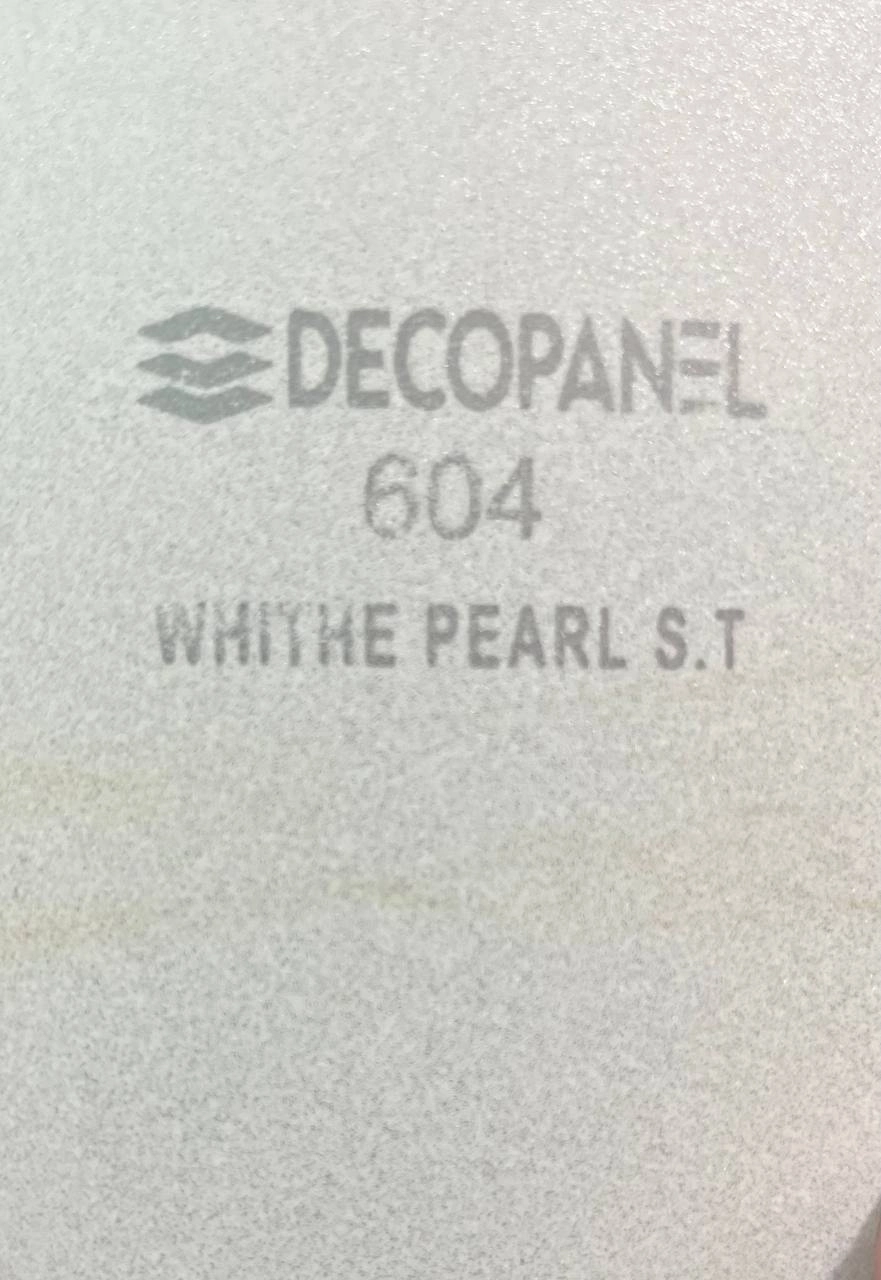 DECOPANEL
604
WHITHE PEARL S.T